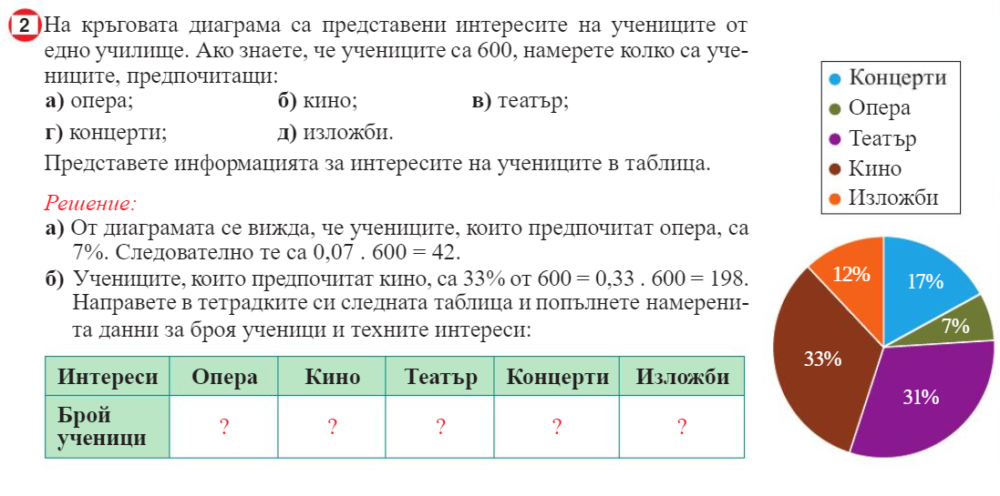 2 На кръговата диаграма са представени интересите на учениците от
едно училище. Ако знаете, че учениците са 600, намерете колко са уче-
ниците, предпочитащи:
а) опера; б) кино; в) театър;
г) концерти; д) изложби.
Представете информацията за интересите на учениците в таблица.
Решение:
а) От диаграмата се вижда, че учениците, които предпочитат опера, са
7%. Следователно те са 0,07 . 600 = 42.
б) Учениците, които предпочитат кино, са 33% от 600 = 0,33 . 600 = 198.
Направете в тетрадките си следната таблица и попълнете намерени-
та данни за броя ученици и техните интереси:
Интереси Опера Кино Театър Концерти Изложби
Брой
ученици ? ? ? ? ?
Концерти
Опера
Театър
Кино
Изложби
12% 17%
7%
33%
31%